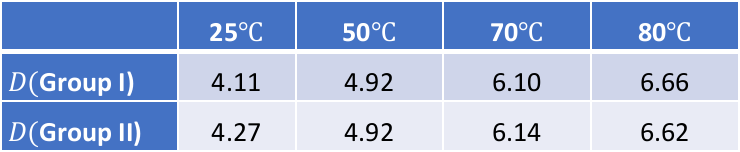 25℃ 50℃ 70℃ 80℃
D(Group I) 4.11 4.92 6.10 6.66
D(Group II) 4.27 4.92 6.14 6.62